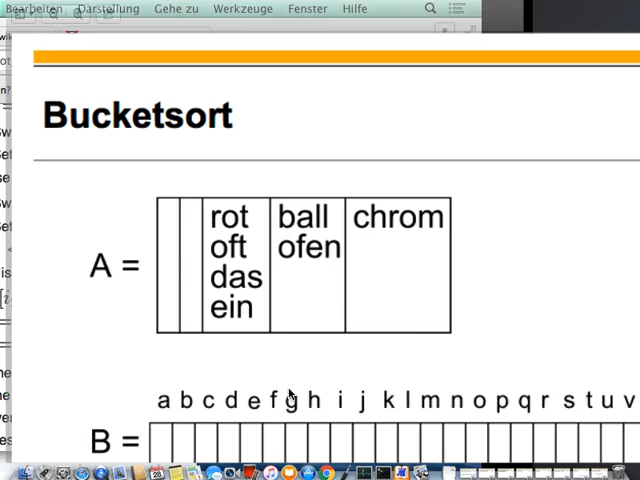 Bearbeiten Darstellung Gehe zu Werkzeuge Fenster Hilfe
Bucketsort
A =
rot ball chrom
oft ofen
das
ein
a b c d e f g h i j k l m n o p q r s t u v
B =